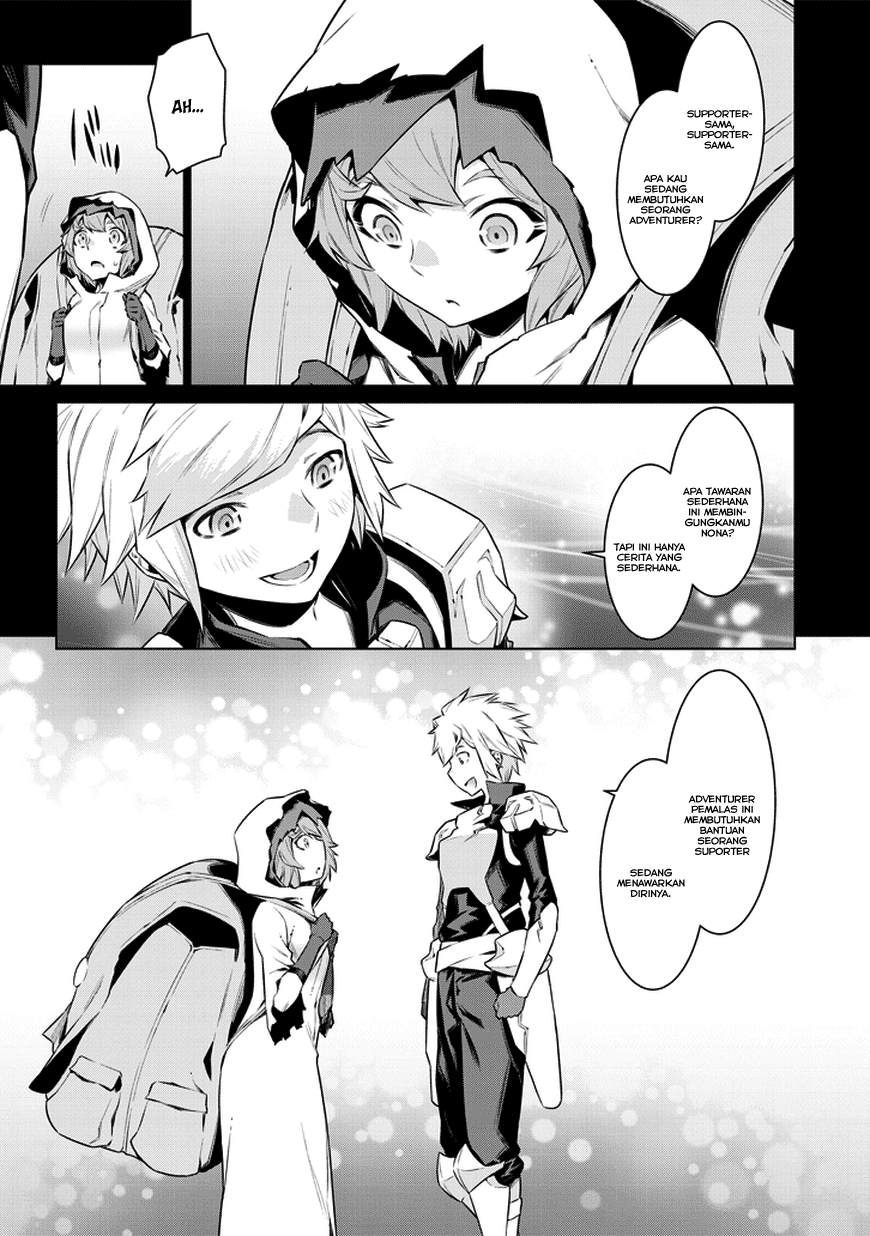 SUPPORTER-
SAMA,
SUPPORTER-
SAMA.
APA KAU
SEDANG
MEMBUTUHKAN
SEORANG
ADVENTURER?
AH...
APA TAWARAN
SEDERHANA
INI MEMBIN-
GUNGKANMU
NONA?
TAPI INI HANYA
CERITA YANG
SEDERHANA.
ADVENTURER
PEMALAS INI
MEMBUTUHKAN
BANTUAN
SEORANG
SUPORTER
SEDANG
MENAWARKAN
DIRINYA.